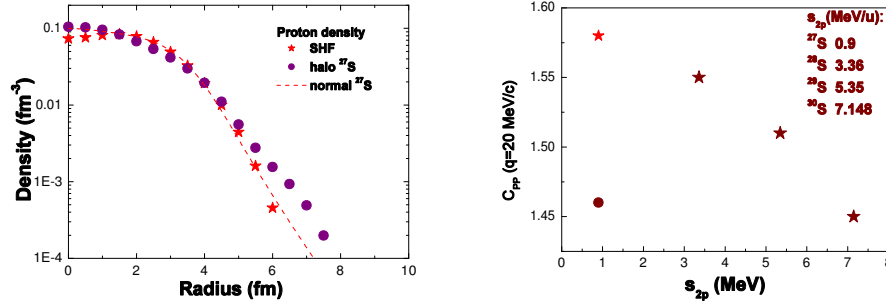 Proton density
SHF
halo ²⁷S
normal ²⁷S
Density (fm⁻³)
0.1
0.01
1E-3
1E-4
0 2 4 6 8 10
Radius (fm)
s₂ₚ(MeV/u):
²⁷S 0.9
²⁸S 3.36
²⁹S 5.35
³⁰S 7.148
C_PP (q=20 MeV/c)
1.60
1.55
1.50
1.45
0 1 2 3 4 5 6 7 8
s₂ₚ (MeV)